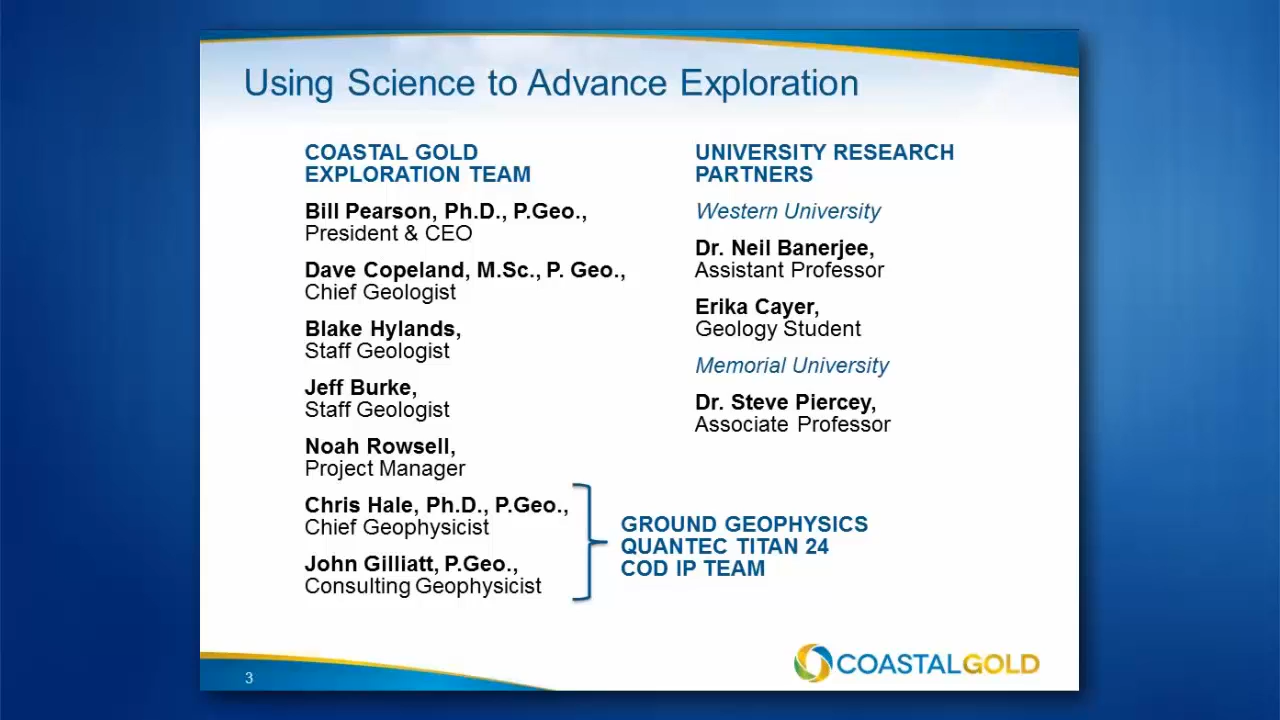 Using Science to Advance Exploration
COASTAL GOLD
EXPLORATION TEAM
Bill Pearson, Ph.D., P.Geo.,
President & CEO
Dave Copeland, M.Sc., P. Geo.,
Chief Geologist
Blake Hylands,
Staff Geologist
Jeff Burke,
Staff Geologist
Noah Rowsell,
Project Manager
Chris Hale, Ph.D., P.Geo.,
Chief Geophysicist
John Gilliatt, P.Geo.,
Consulting Geophysicist
GROUND GEOPHYSICS
QUANTEC TITAN 24
COD IP TEAM
UNIVERSITY RESEARCH
PARTNERS
Western University
Dr. Neil Banerjee,
Assistant Professor
Erika Cayer,
Geology Student
Memorial University
Dr. Steve Piercey,
Associate Professor
3
COASTALGOLD